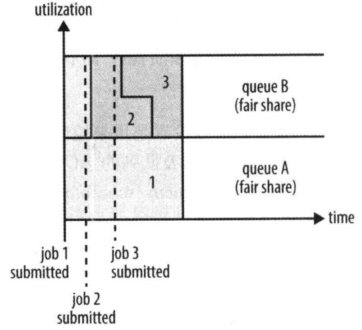 utilization
3
queue B
(fair share)
2
1
queue A
(fair share)
time
job 1
submitted
job 3
submitted
job 2
submitted